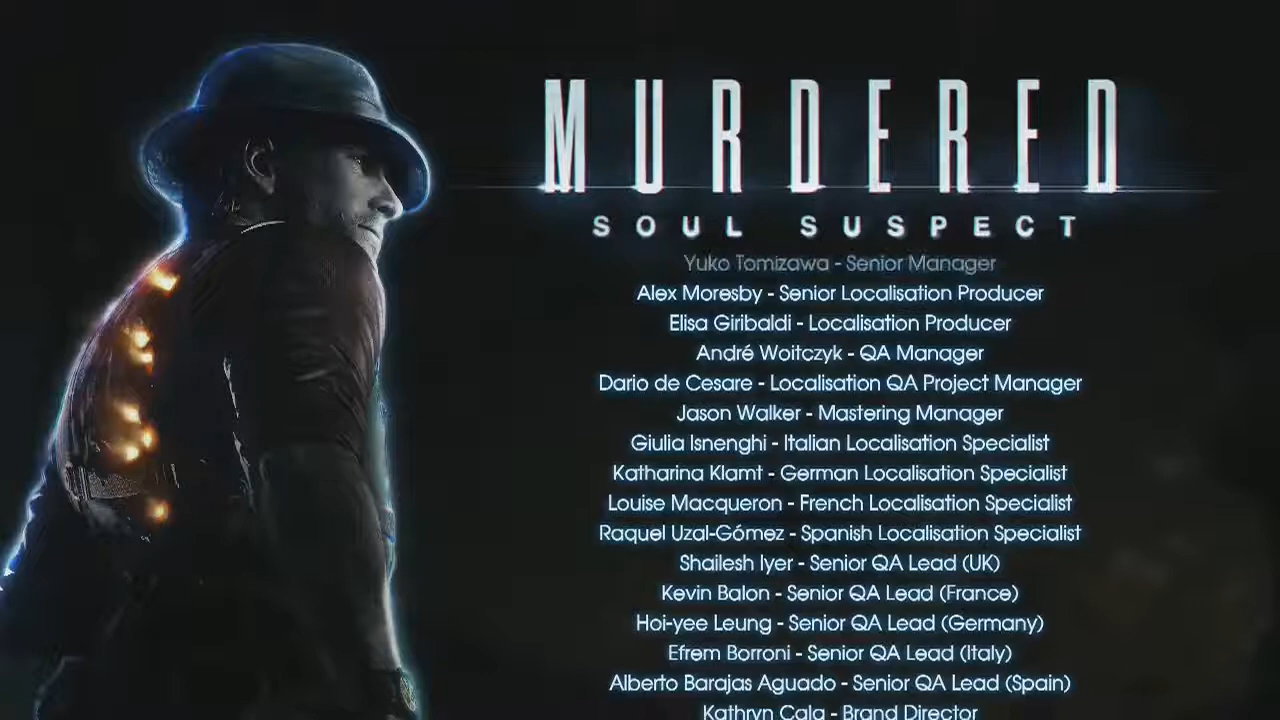 MURDERED
SOUL SUSPECT
Yuko Tomizawa - Senior Manager
Alex Moresby - Senior Localisation Producer
Elisa Giribaldi - Localisation Producer
André Woitczyk - QA Manager
Dario de Cesare - Localisation QA Project Manager
Jason Walker - Mastering Manager
Giulia Isnenghi - Italian Localisation Specialist
Katharina Klamt - German Localisation Specialist
Louise Macqueron - French Localisation Specialist
Raquel Uzal-Gómez - Spanish Localisation Specialist
Shailesh Iyer - Senior QA Lead (UK)
Kevin Balon - Senior QA Lead (France)
Hoi-yee Leung - Senior QA Lead (Germany)
Efrem Borroni - Senior QA Lead (Italy)
Alberto Barajas Aguado - Senior QA Lead (Spain)
Kathryn Cala - Brand Director